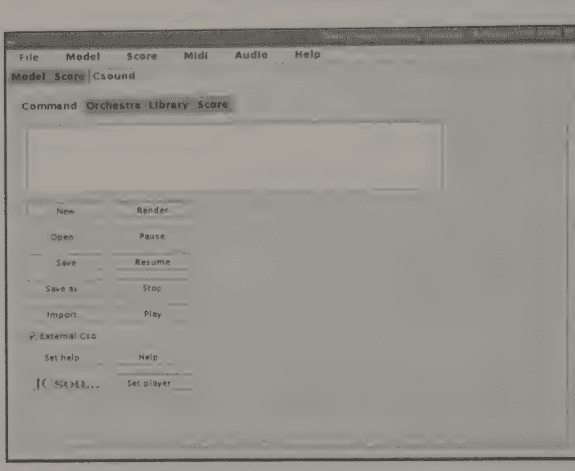 File Model Score Midi Audio Help
Model Score Csound
Command Orchestra Library Score
New Render
Open Pause
Save Resume
Save as Stop
Import Play
External Cso
Set help Help
JCsou... Set player